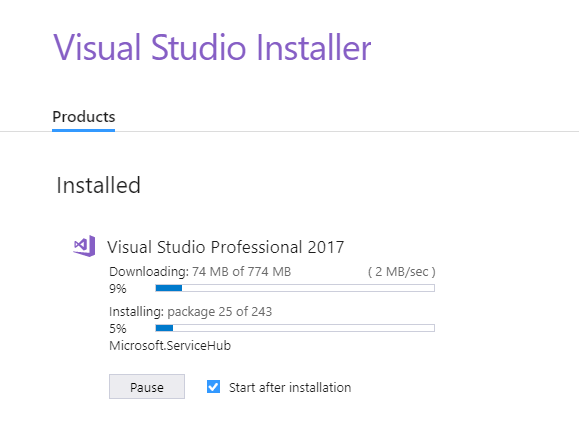 Visual Studio Installer
Products
Installed
Visual Studio Professional 2017
Downloading: 74 MB of 774 MB ( 2 MB/sec )
9%
Installing: package 25 of 243
5%
Microsoft.ServiceHub
Pause Start after installation